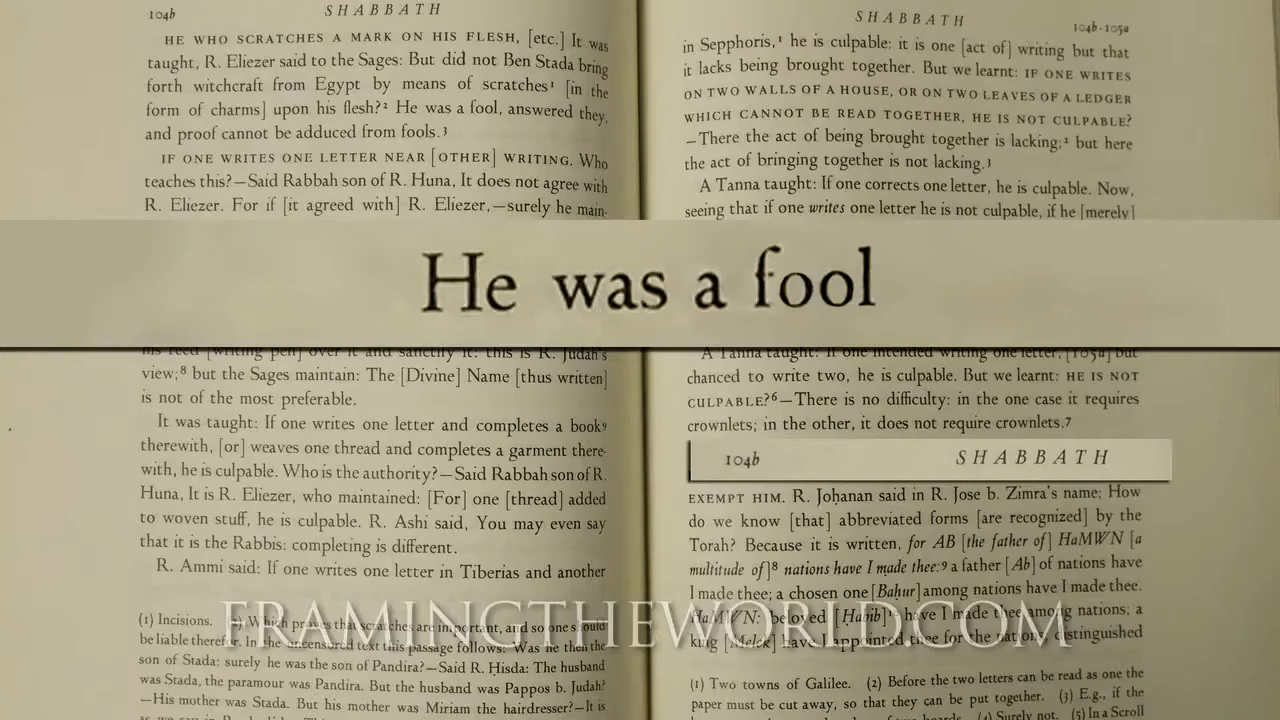 104b
SHABBATH
HE WHO SCRATCHES A MARK ON HIS FLESH, [etc.] It was
taught, R. Eliezer said to the Sages: But did not Ben Stada bring
forth witchcraft from Egypt by means of scratches¹ [in the
form of charms] upon his flesh?² He was a fool, answered they,
and proof cannot be adduced from fools.³
IF ONE WRITES ONE LETTER NEAR [OTHER] WRITING. Who
teaches this?—Said Rabbah son of R. Huna, It does not agree with
R. Eliezer. For if [it agreed with] R. Eliezer,—surely he main-
his reed [writing pen] over it and sanctify it: this is R. Judah's
view;⁸ but the Sages maintain: The [Divine] Name [thus written]
is not of the most preferable.
It was taught: If one writes one letter and completes a book⁹
therewith, [or] weaves one thread and completes a garment there-
with, he is culpable. Who is the authority?—Said Rabbah son of R.
Huna, It is R. Eliezer, who maintained: [For] one [thread] added
to woven stuff, he is culpable. R. Ashi said, You may even say
that it is the Rabbis: completing is different.
R. Ammi said: If one writes one letter in Tiberias and another
(1) Incisions. (2) Which proves that scratches are important, and so one should
be liable therefor. In the uncensored text this passage follows: Was he then the
son of Stada: surely he was the son of Pandira?—Said R. Ḥisda: The husband
was Stada, the paramour was Pandira. But the husband was Pappos b. Judah?
—His mother was Stada. But his mother was Miriam the hairdresser?—It is
SHABBATH
104b-105a
in Sepphoris,¹ he is culpable: it is one [act of] writing but that
it lacks being brought together. But we learnt: IF ONE WRITES
ON TWO WALLS OF A HOUSE, OR ON TWO LEAVES OF A LEDGER
WHICH CANNOT BE READ TOGETHER, HE IS NOT CULPABLE?
—There the act of being brought together is lacking;² but here
the act of bringing together is not lacking.³
A Tanna taught: If one corrects one letter, he is culpable. Now,
seeing that if one writes one letter he is not culpable, if he [merely]
He was a fool
A Tanna taught: If one intended writing one letter, [105a] but
chanced to write two, he is culpable. But we learnt: HE IS NOT
CULPABLE?⁶—There is no difficulty: in the one case it requires
crownlets; in the other, it does not require crownlets.⁷
104b
SHABBATH
EXEMPT HIM. R. Joḥanan said in R. Jose b. Zimra's name: How
do we know [that] abbreviated forms [are recognized] by the
Torah? Because it is written, for AB [the father of] HaMWN [a
multitude of]⁸ nations have I made thee:⁹ a father [Ab] of nations have
I made thee; a chosen one [Baḥur] among nations have I made thee.
HaMWN: beloved [Ḥabib] have I made thee among nations; a
king [Melek] have I appointed thee for the nations, distinguished
(1) Two towns of Galilee. (2) Before the two letters can be read as one the
paper must be cut away, so that they can be put together. (3) E.g., if the
(4) Surely not. (5) In a Scroll
FRAMINGTHEWORLD.COM